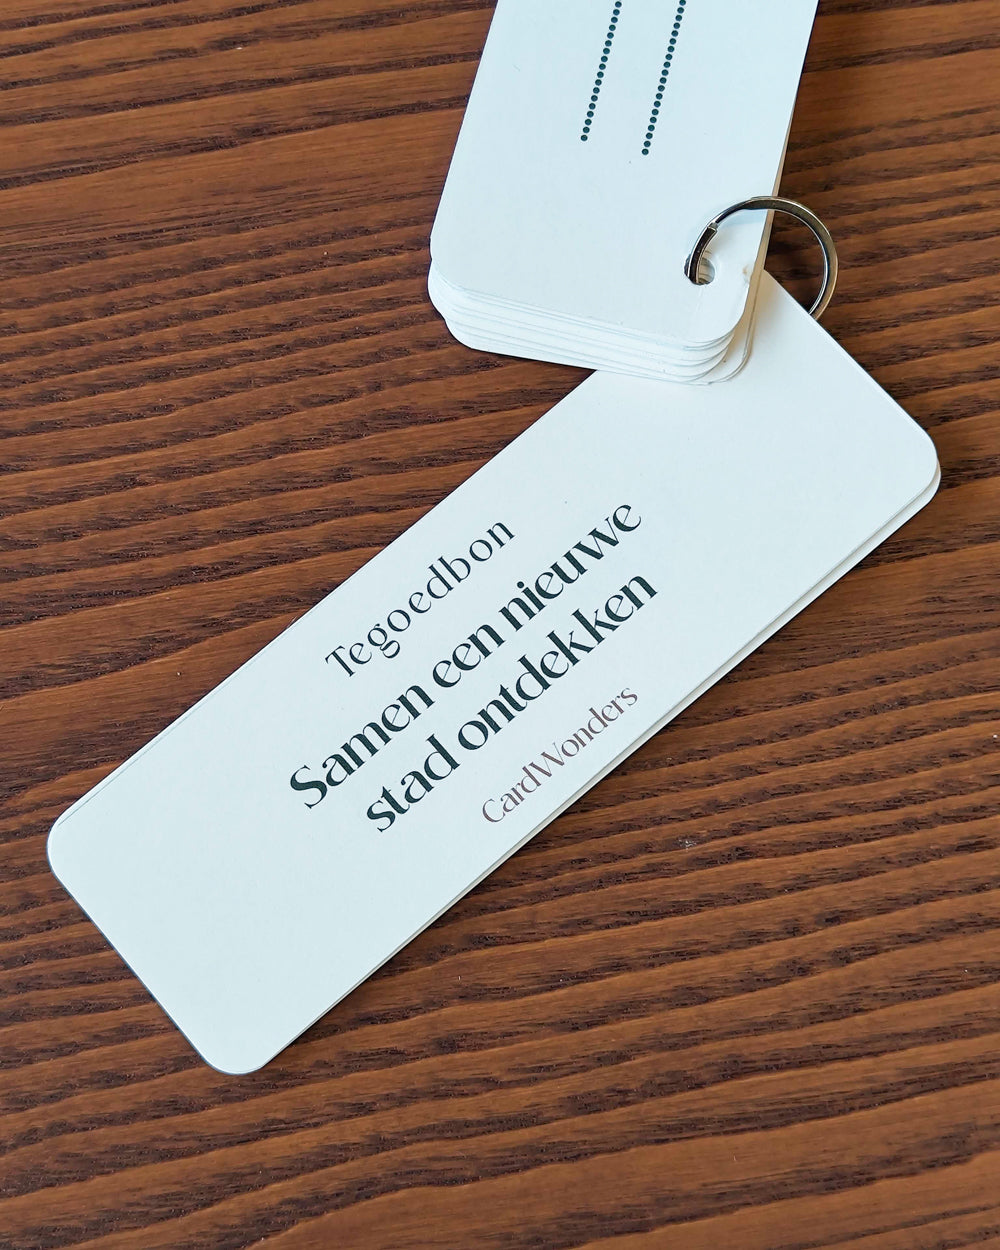 Tegoedbon
Samen een nieuwe
stad ontdekken
CardWonders